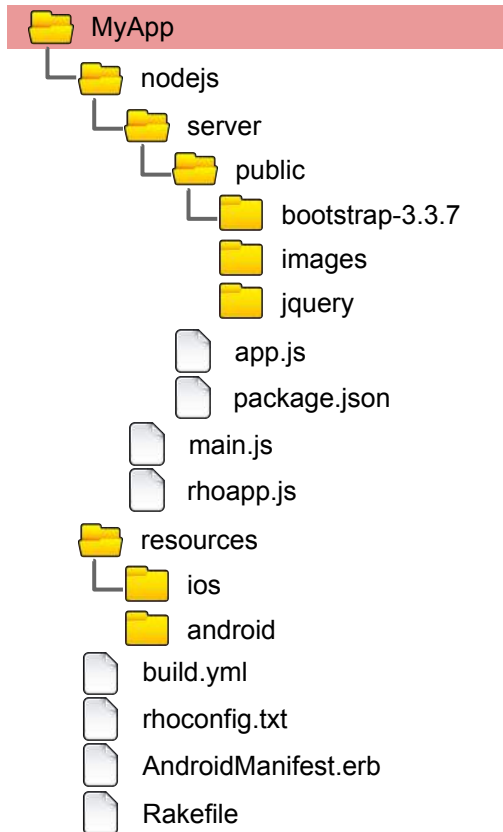 MyApp
nodejs
server
public
bootstrap-3.3.7
images
jquery
app.js
package.json
main.js
rhoapp.js
resources
ios
android
build.yml
rhoconfig.txt
AndroidManifest.erb
Rakefile